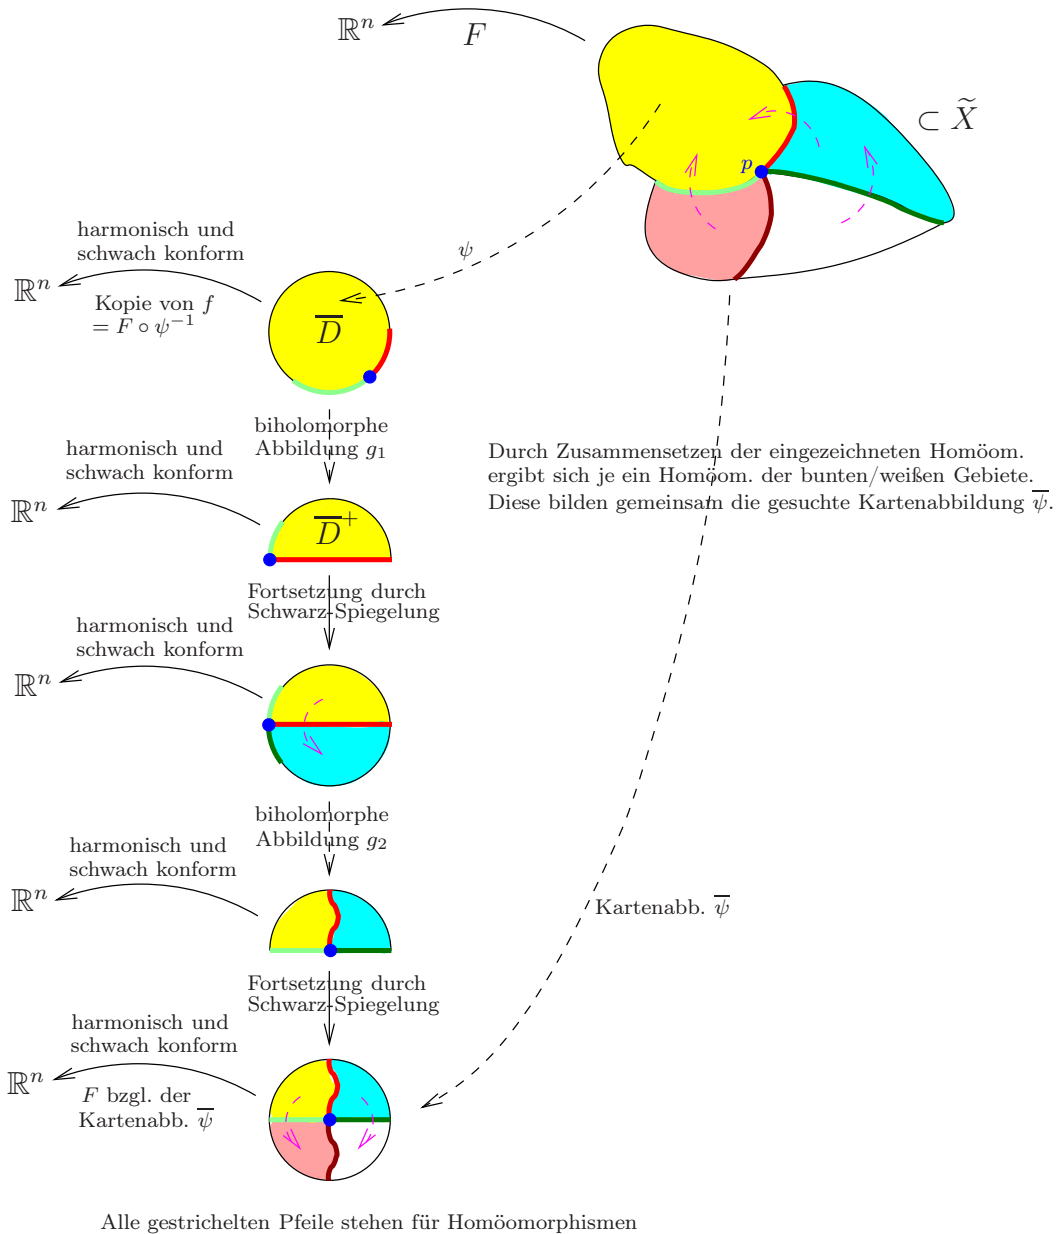 ℝⁿ
F
⊂ X̃
p
harmonisch und
schwach konform
ψ
ℝⁿ
Kopie von f
= F ∘ ψ⁻¹
D̅
biholomorphe
Abbildung g₁
harmonisch und
schwach konform
Durch Zusammensetzen der eingezeichneten Homöom.
ergibt sich je ein Homöom. der bunten/weißen Gebiete.
Diese bilden gemeinsam die gesuchte Kartenabbildung ψ̅.
ℝⁿ
D̅⁺
Fortsetzung durch
Schwarz-Spiegelung
harmonisch und
schwach konform
ℝⁿ
biholomorphe
Abbildung g₂
harmonisch und
schwach konform
ℝⁿ
Kartenabb. ψ̅
Fortsetzung durch
Schwarz-Spiegelung
harmonisch und
schwach konform
ℝⁿ
F bzgl. der
Kartenabb. ψ̅
Alle gestrichelten Pfeile stehen für Homöomorphismen